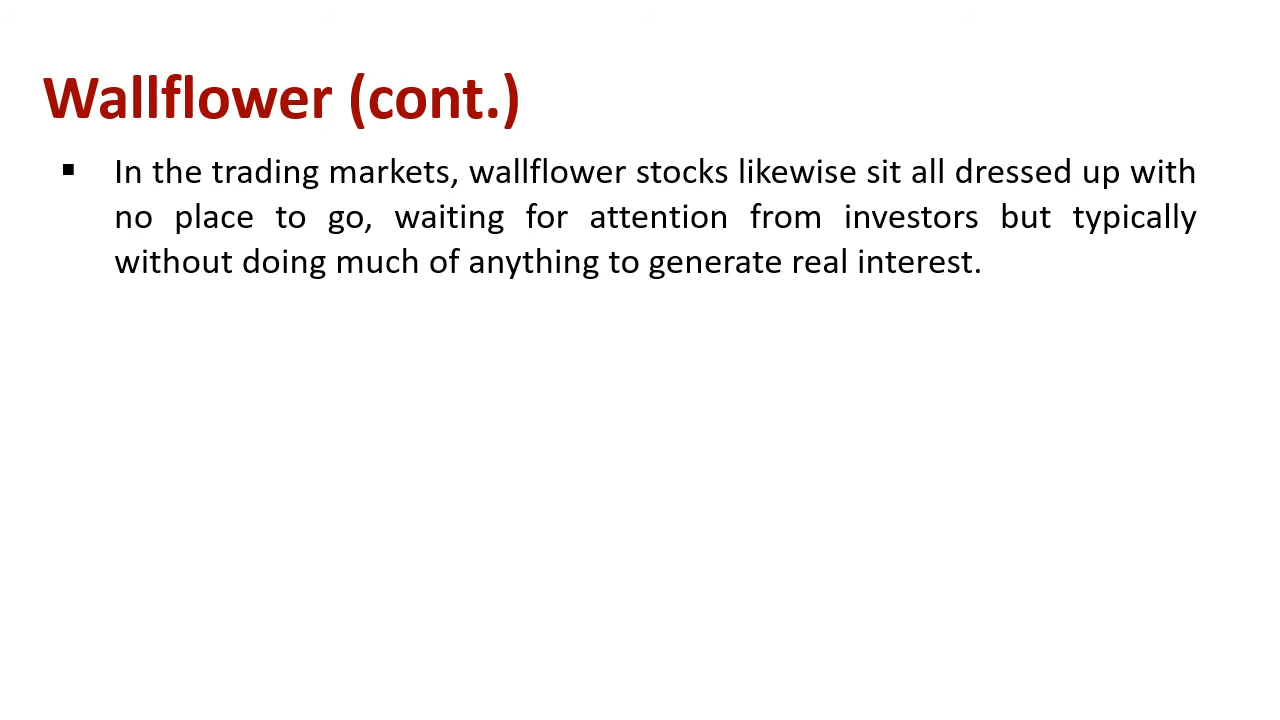 Wallflower (cont.)
▪ In the trading markets, wallflower stocks likewise sit all dressed up with
no place to go, waiting for attention from investors but typically
without doing much of anything to generate real interest.